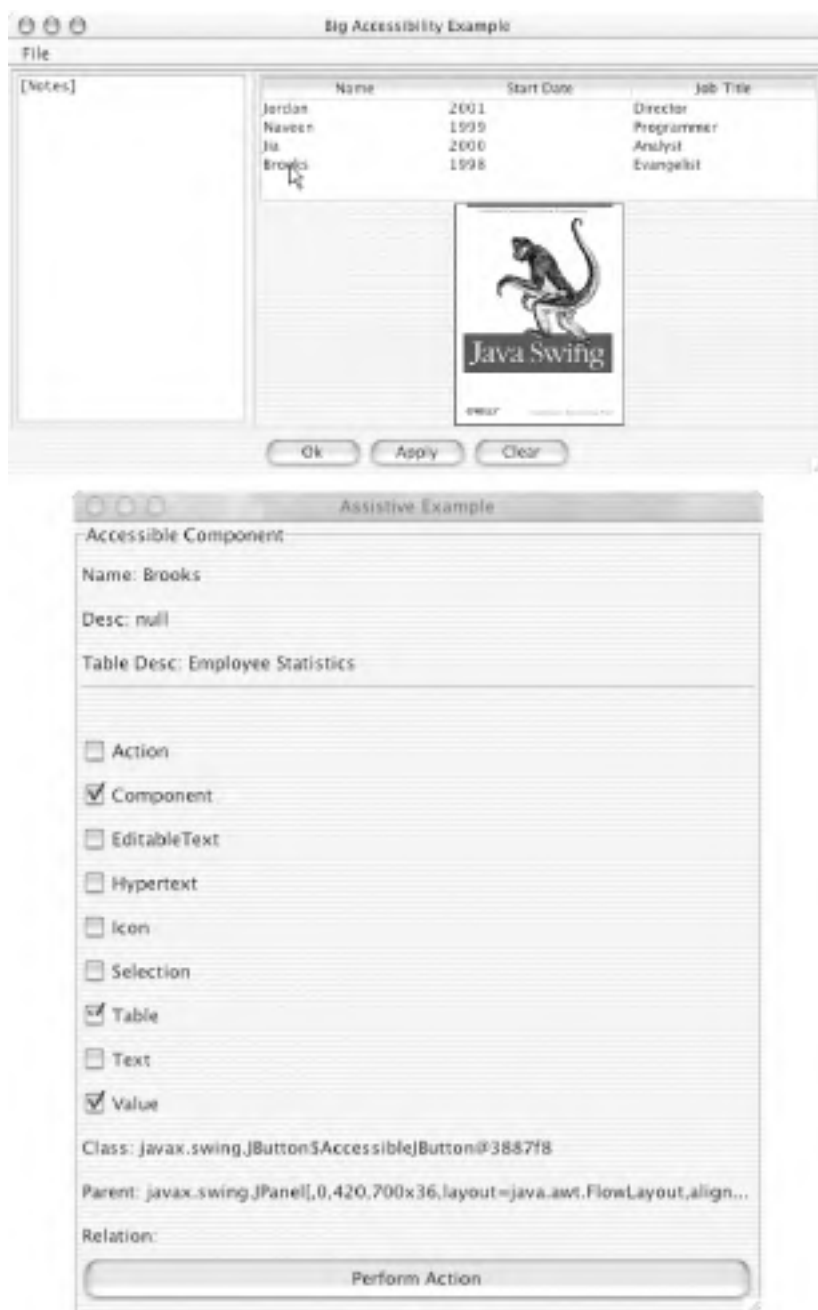 Big Accessibility Example
File
[Notes]
Name Start Date Job Title
Jordan 2001 Director
Naveen 1999 Programmer
Jia 2000 Analyst
Brooks 1998 Evangelist
Java Swing
O'REILLY
Ok Apply Clear
Assistive Example
Accessible Component
Name: Brooks
Desc: null
Table Desc: Employee Statistics
Action
Component
EditableText
Hypertext
Icon
Selection
Table
Text
Value
Class: javax.swing.JButton$AccessibleJButton@3887f8
Parent: javax.swing.JPanel[,0,420,700x36,layout=java.awt.FlowLayout,align...
Relation:
Perform Action